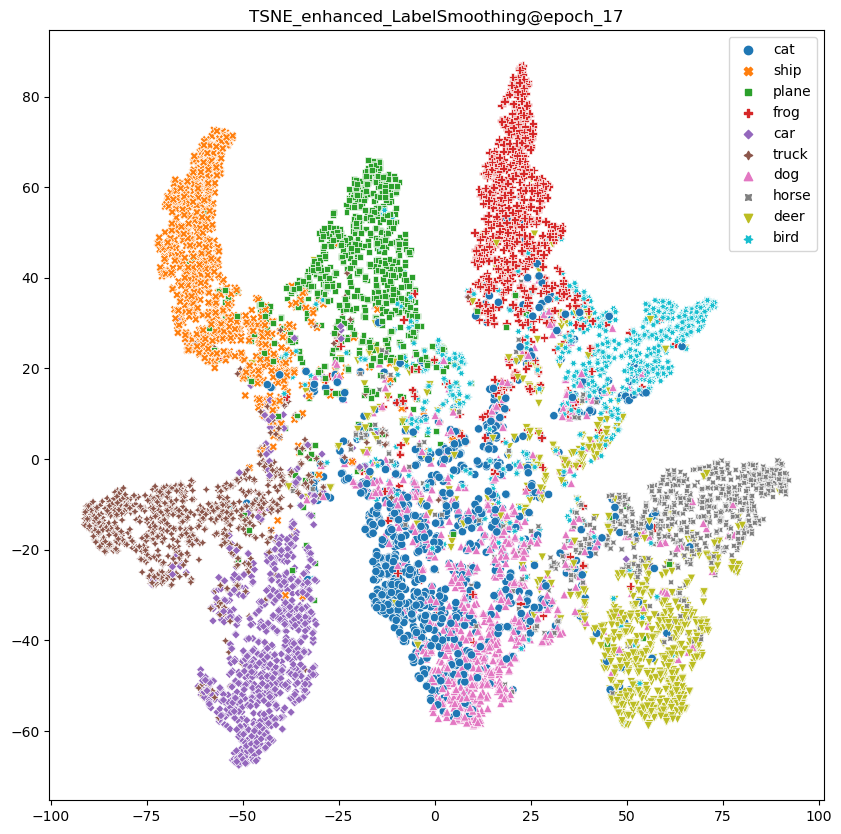 TSNE_enhanced_LabelSmoothing@epoch_17
cat
ship
plane
frog
car
truck
dog
horse
deer
bird
80
60
40
20
0
−20
−40
−60
−100
−75
−50
−25
0
25
50
75
100